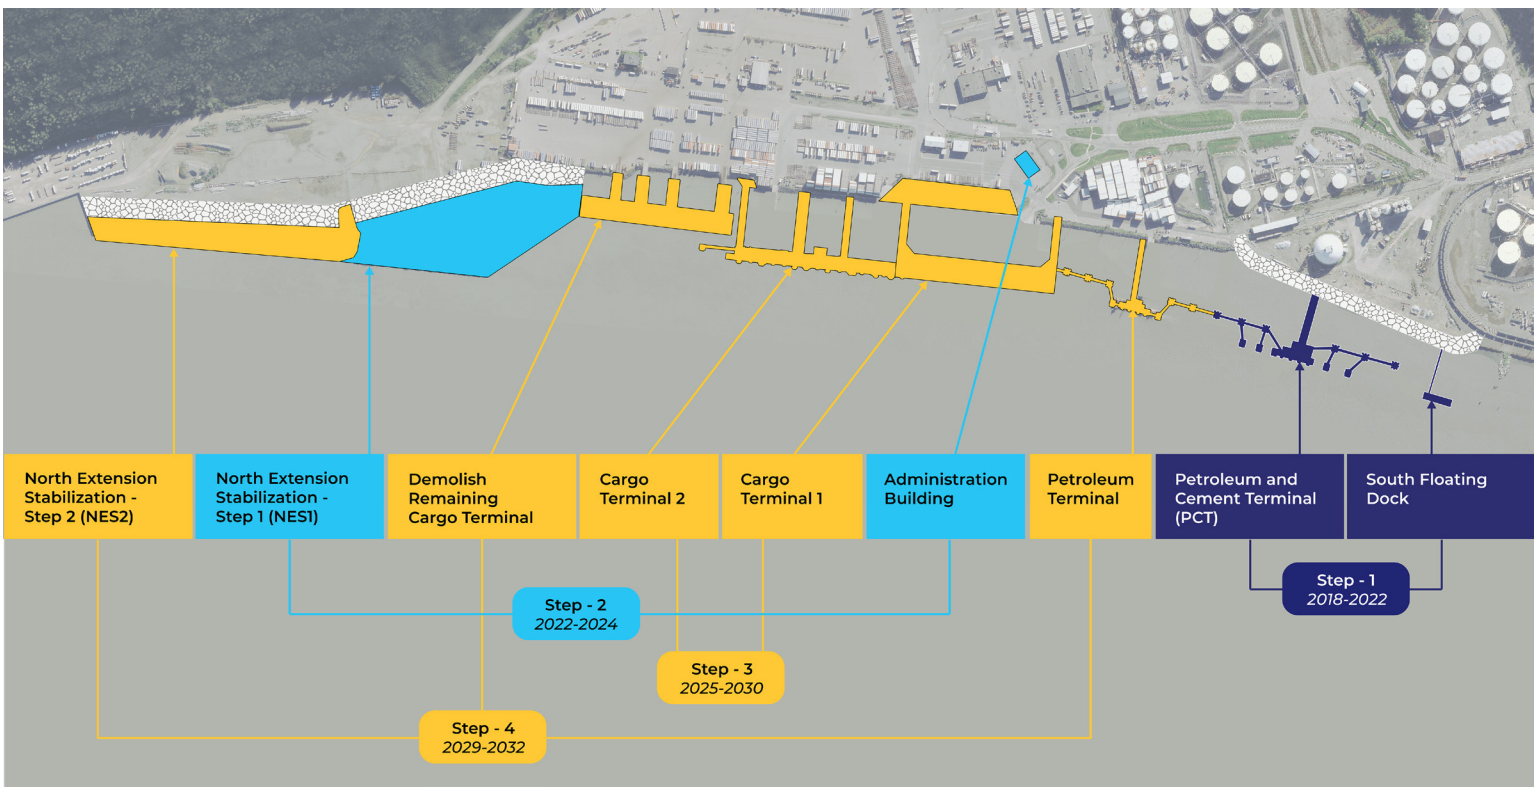 North Extension
Stabilization -
Step 2 (NES2)
North Extension
Stabilization -
Step 1 (NES1)
Demolish
Remaining
Cargo Terminal
Cargo
Terminal 2
Cargo
Terminal 1
Administration
Building
Petroleum
Terminal
Petroleum and
Cement Terminal
(PCT)
South Floating
Dock
Step - 1
2018-2022
Step - 2
2022-2024
Step - 3
2025-2030
Step - 4
2029-2032